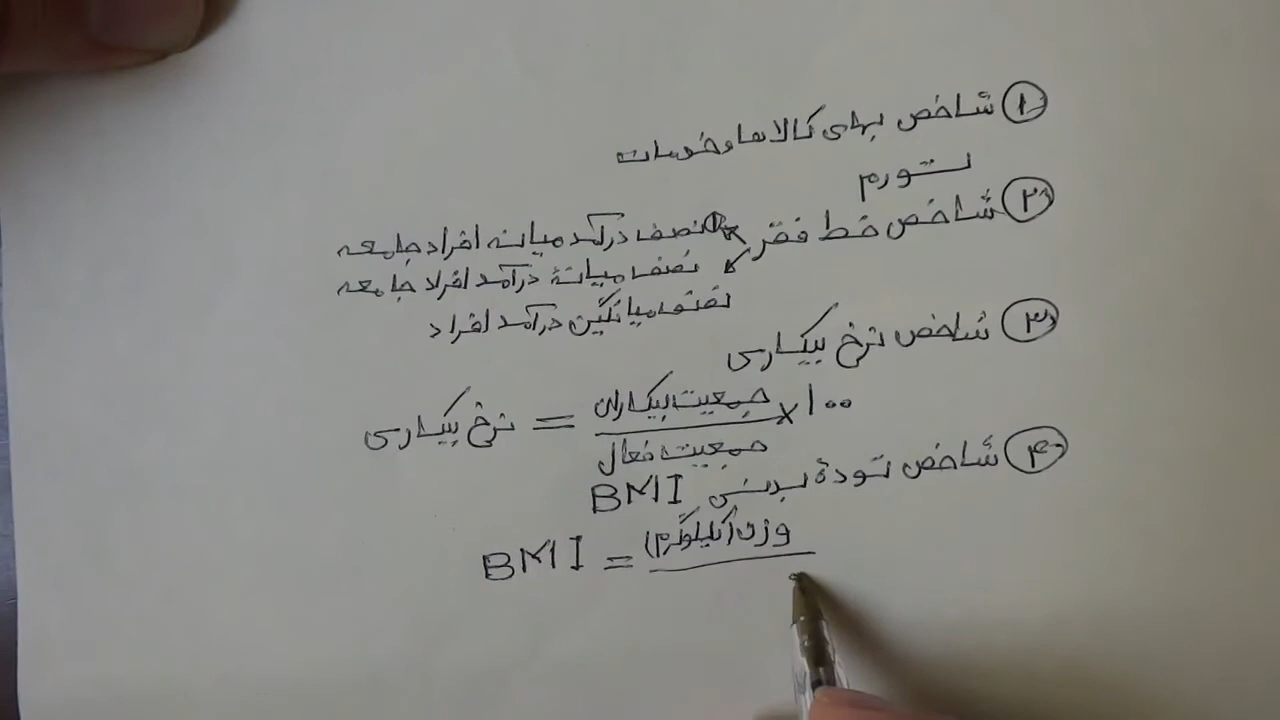 ۱ شاخص بهای کالاها و خدمات
تورم
۲ شاخص خط فقر
۱ نصف درآمد میانه افراد جامعه
نصف میانهٔ درآمد افراد جامعه
نصف میانگین درآمد افراد
۳ شاخص نرخ بیکاری
نرخ بیکاری = جمعیت بیکاران / جمعیت فعال × ۱۰۰
۴ شاخص تودهٔ بدنی BMI
BMI = وزن (کیلوگرم)